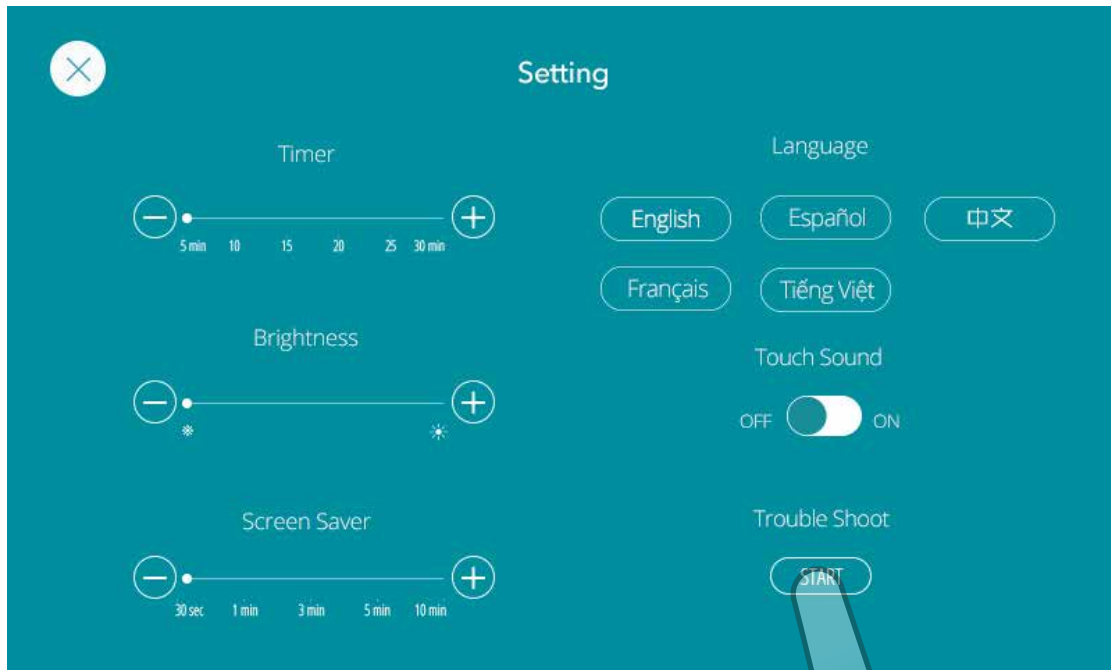 Setting
Timer
5 min 10 15 20 25 30 min
Brightness
Screen Saver
30 sec 1 min 3 min 5 min 10 min
Language
English Español 中文
Français Tiếng Việt
Touch Sound
OFF ON
Trouble Shoot
START